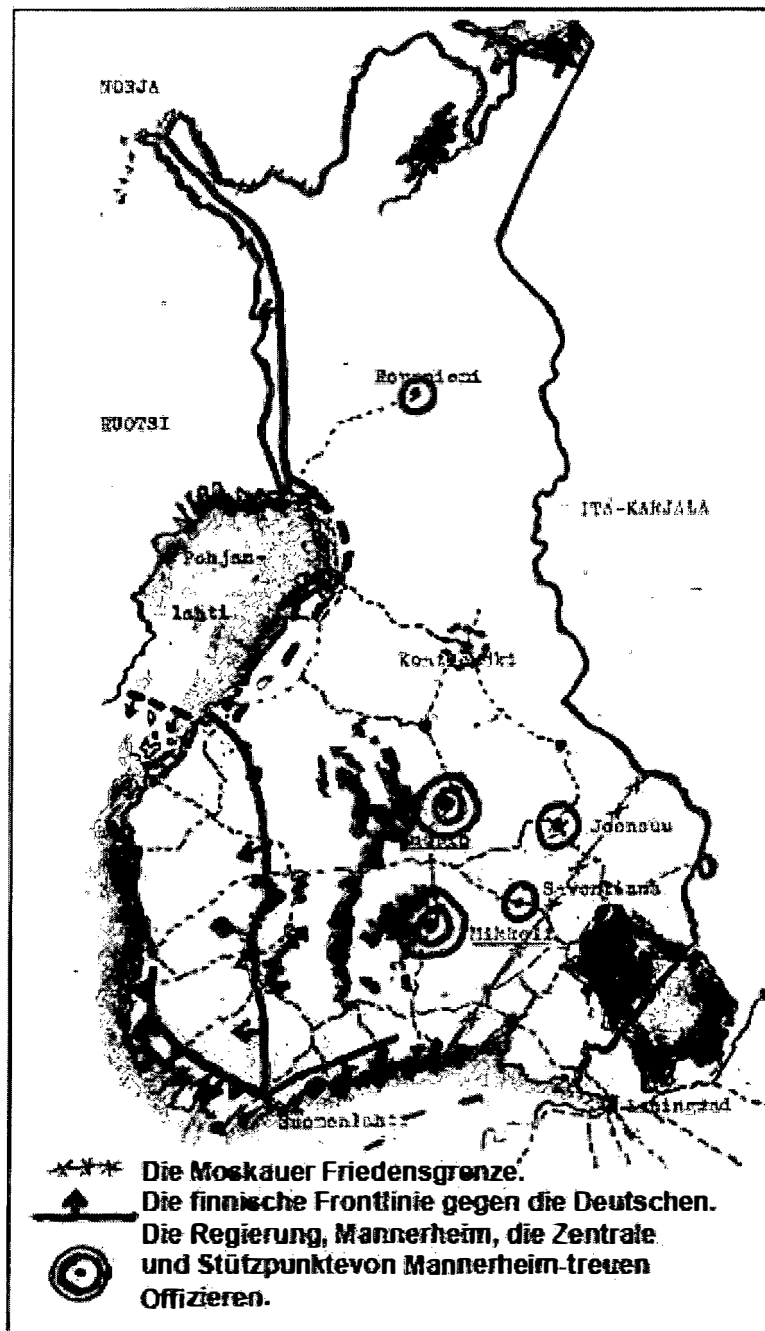 NORJA
RUOTSI
ITÄ-KARJALA
Pohjan-
lahti
Joensuu
Mikkeli
Suomenlahti
Leningrad
Die Moskauer Friedensgrenze.
Die finnische Frontlinie gegen die Deutschen.
Die Regierung, Mannerheim, die Zentrale
und Stützpunktevon Mannerheim-treuen
Offizieren.